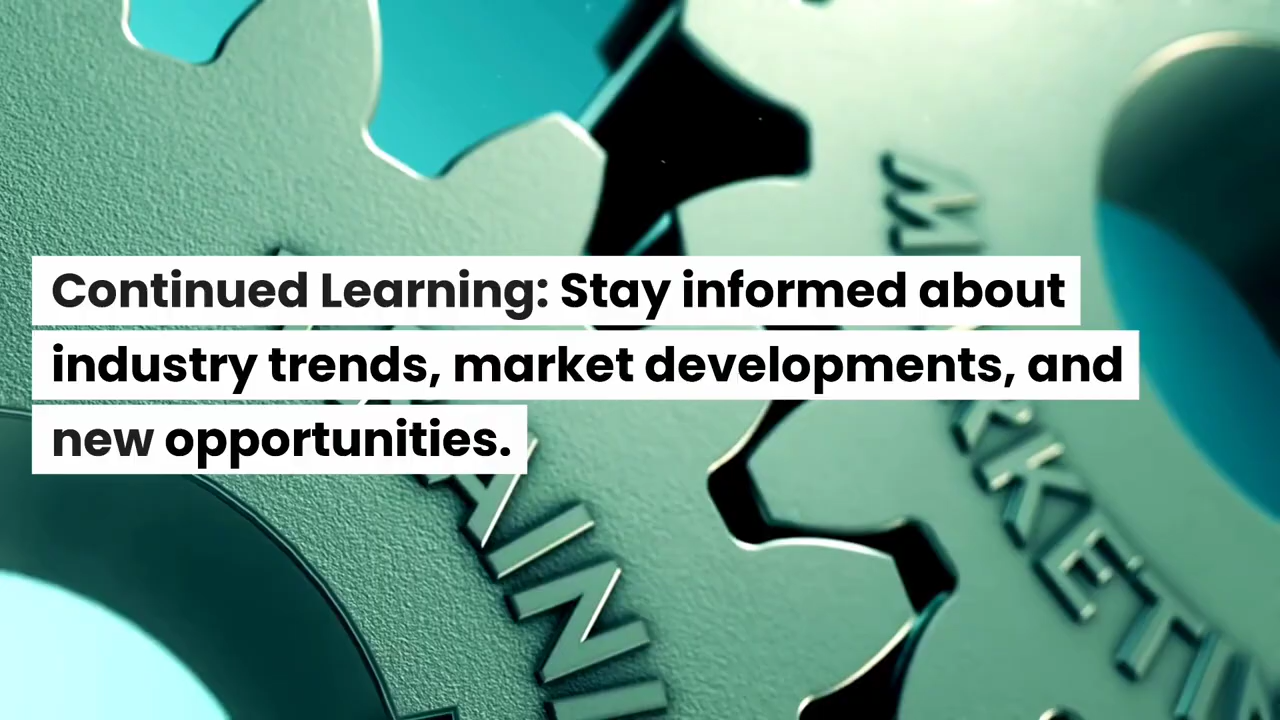 Continued Learning: Stay informed about
industry trends, market developments, and
new opportunities.